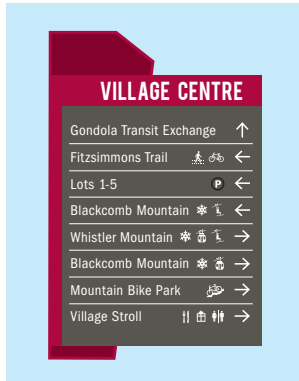 VILLAGE CENTRE
Gondola Transit Exchange ↑
Fitzsimmons Trail ←
Lots 1-5 P ←
Blackcomb Mountain ←
Whistler Mountain →
Blackcomb Mountain →
Mountain Bike Park →
Village Stroll →